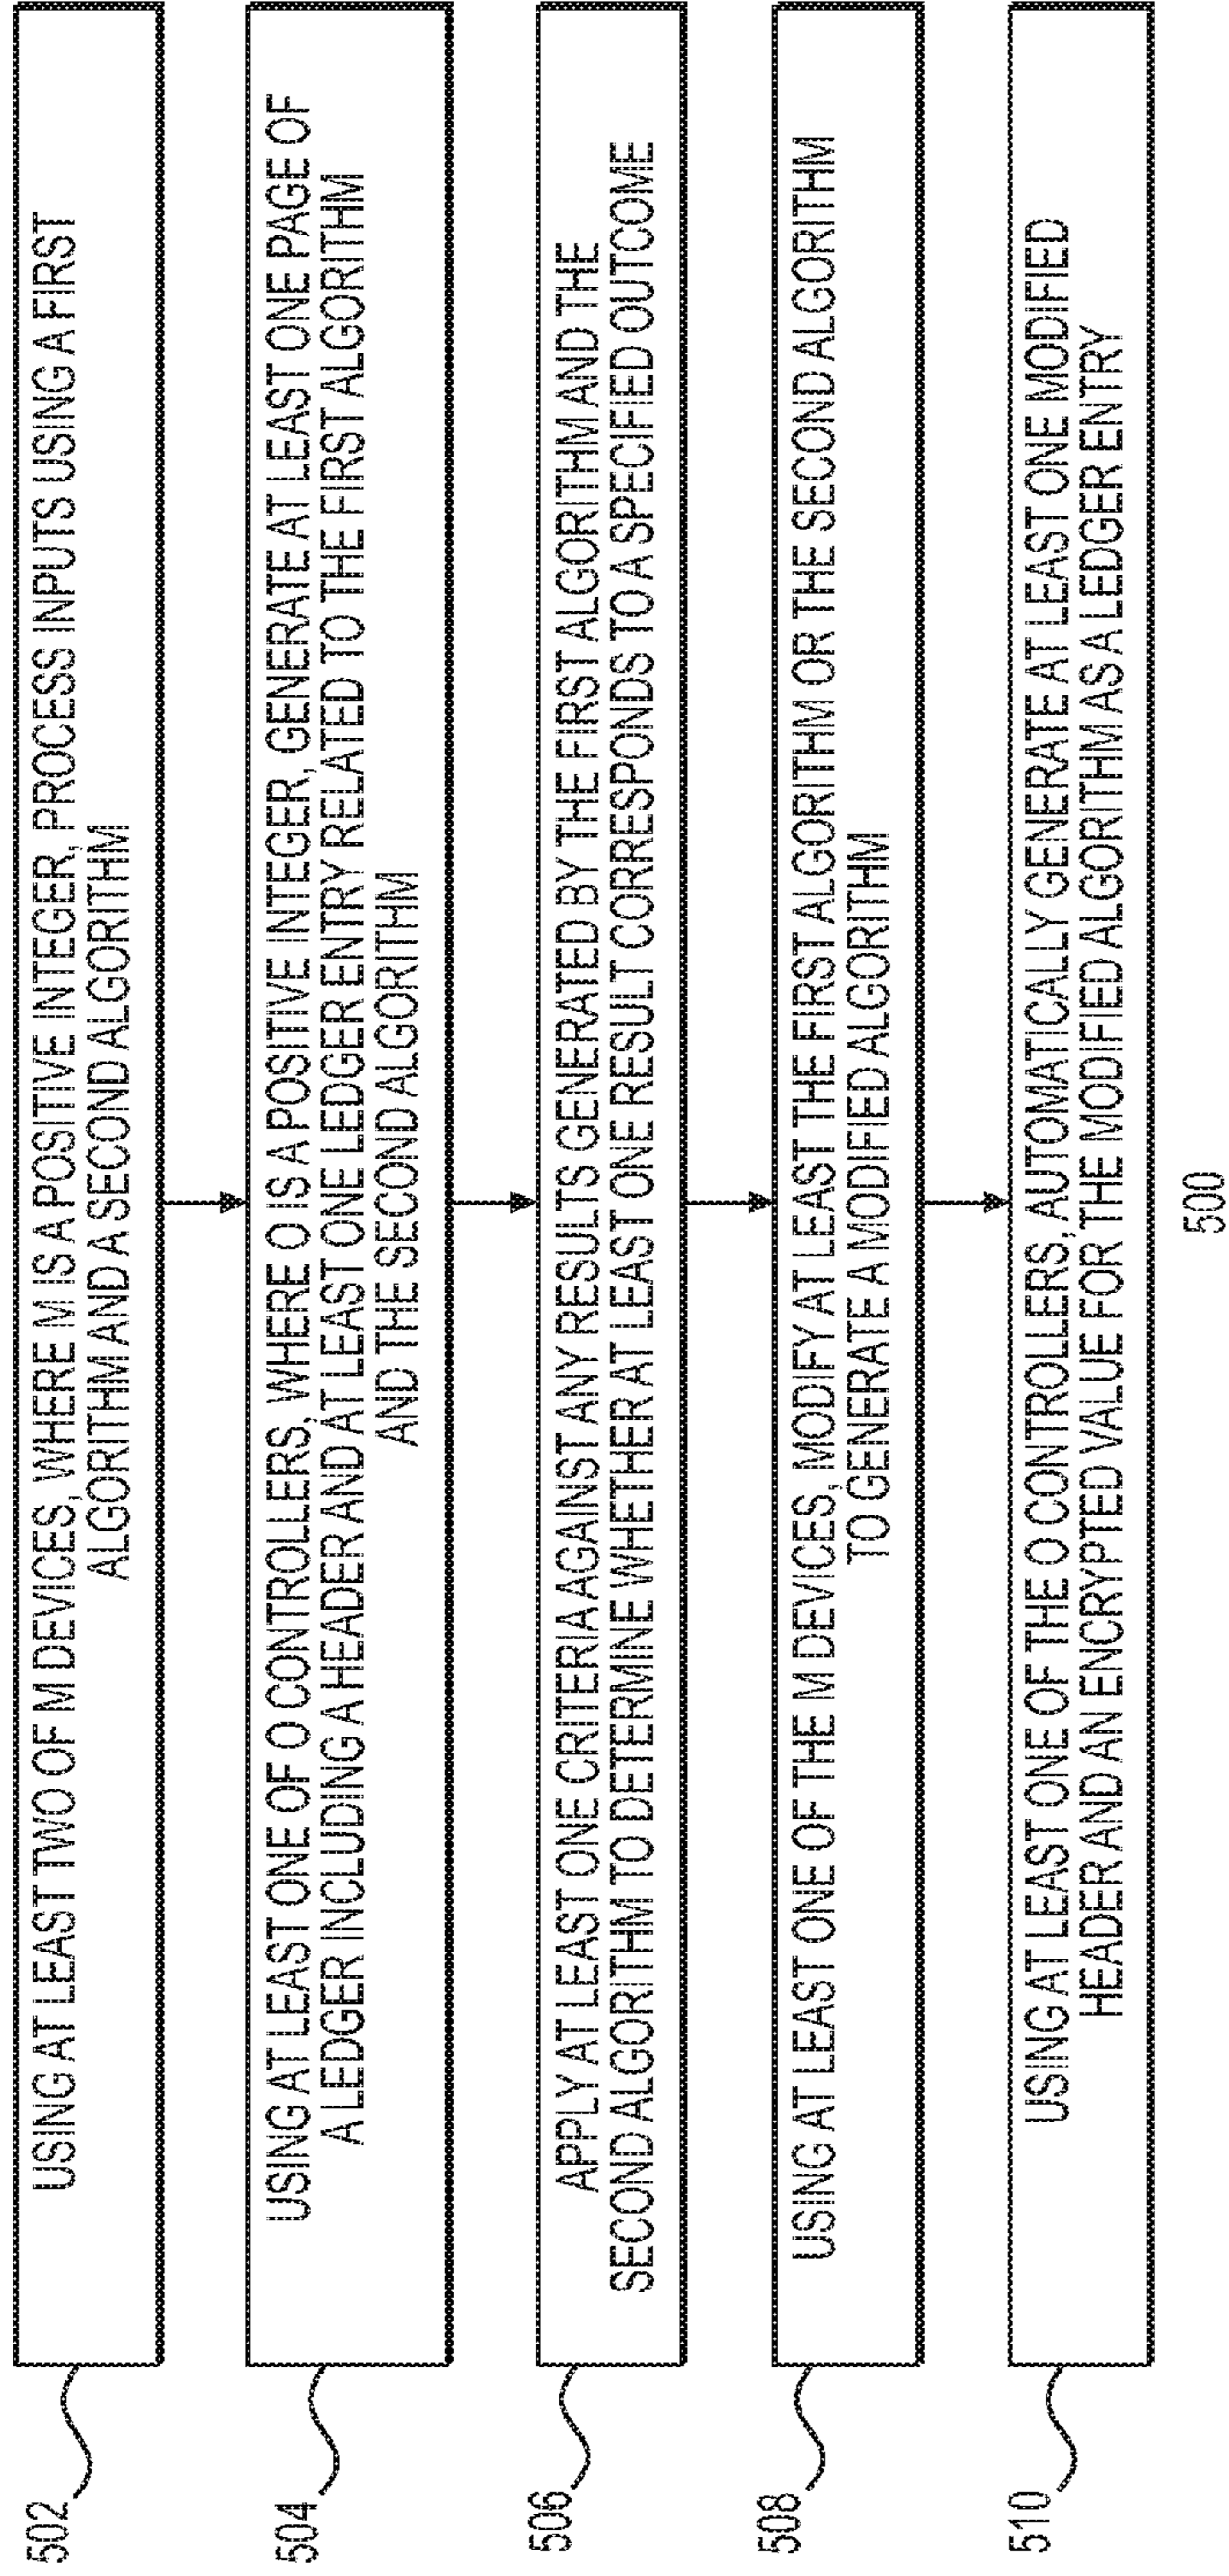 502
USING AT LEAST TWO OF M DEVICES, WHERE M IS A POSITIVE INTEGER, PROCESS INPUTS USING A FIRST
ALGORITHM AND A SECOND ALGORITHM
504
USING AT LEAST ONE OF O CONTROLLERS, WHERE O IS A POSITIVE INTEGER, GENERATE AT LEAST ONE PAGE OF
A LEDGER INCLUDING A HEADER AND AT LEAST ONE LEDGER ENTRY RELATED TO THE FIRST ALGORITHM
AND THE SECOND ALGORITHM
506
APPLY AT LEAST ONE CRITERIA AGAINST ANY RESULTS GENERATED BY THE FIRST ALGORITHM AND THE
SECOND ALGORITHM TO DETERMINE WHETHER AT LEAST ONE RESULT CORRESPONDS TO A SPECIFIED OUTCOME
508
USING AT LEAST ONE OF THE M DEVICES, MODIFY AT LEAST THE FIRST ALGORITHM OR THE SECOND ALGORITHM
TO GENERATE A MODIFIED ALGORITHM
510
USING AT LEAST ONE OF THE O CONTROLLERS, AUTOMATICALLY GENERATE AT LEAST ONE MODIFIED
HEADER AND AN ENCRYPTED VALUE FOR THE MODIFIED ALGORITHM AS A LEDGER ENTRY
500